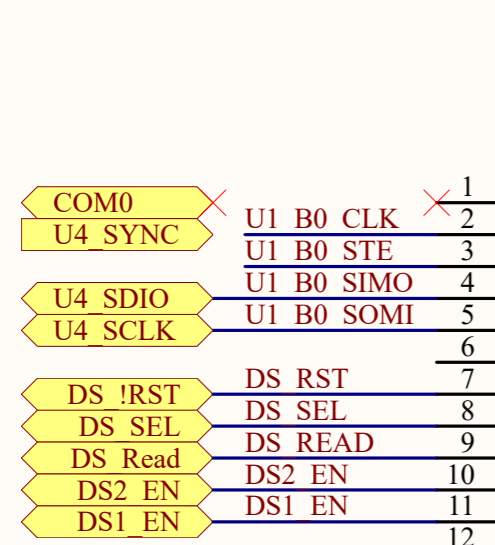 1
COM0
U1_B0_CLK 2
U4_SYNC
U1_B0_STE 3
U4_SDIO U1_B0_SIMO 4
U4_SCLK U1_B0_SOMI 5
6
DS_!RST DS_RST 7
DS_SEL DS_SEL 8
DS_Read DS_READ 9
DS2_EN DS2_EN 10
DS1_EN DS1_EN 11
12